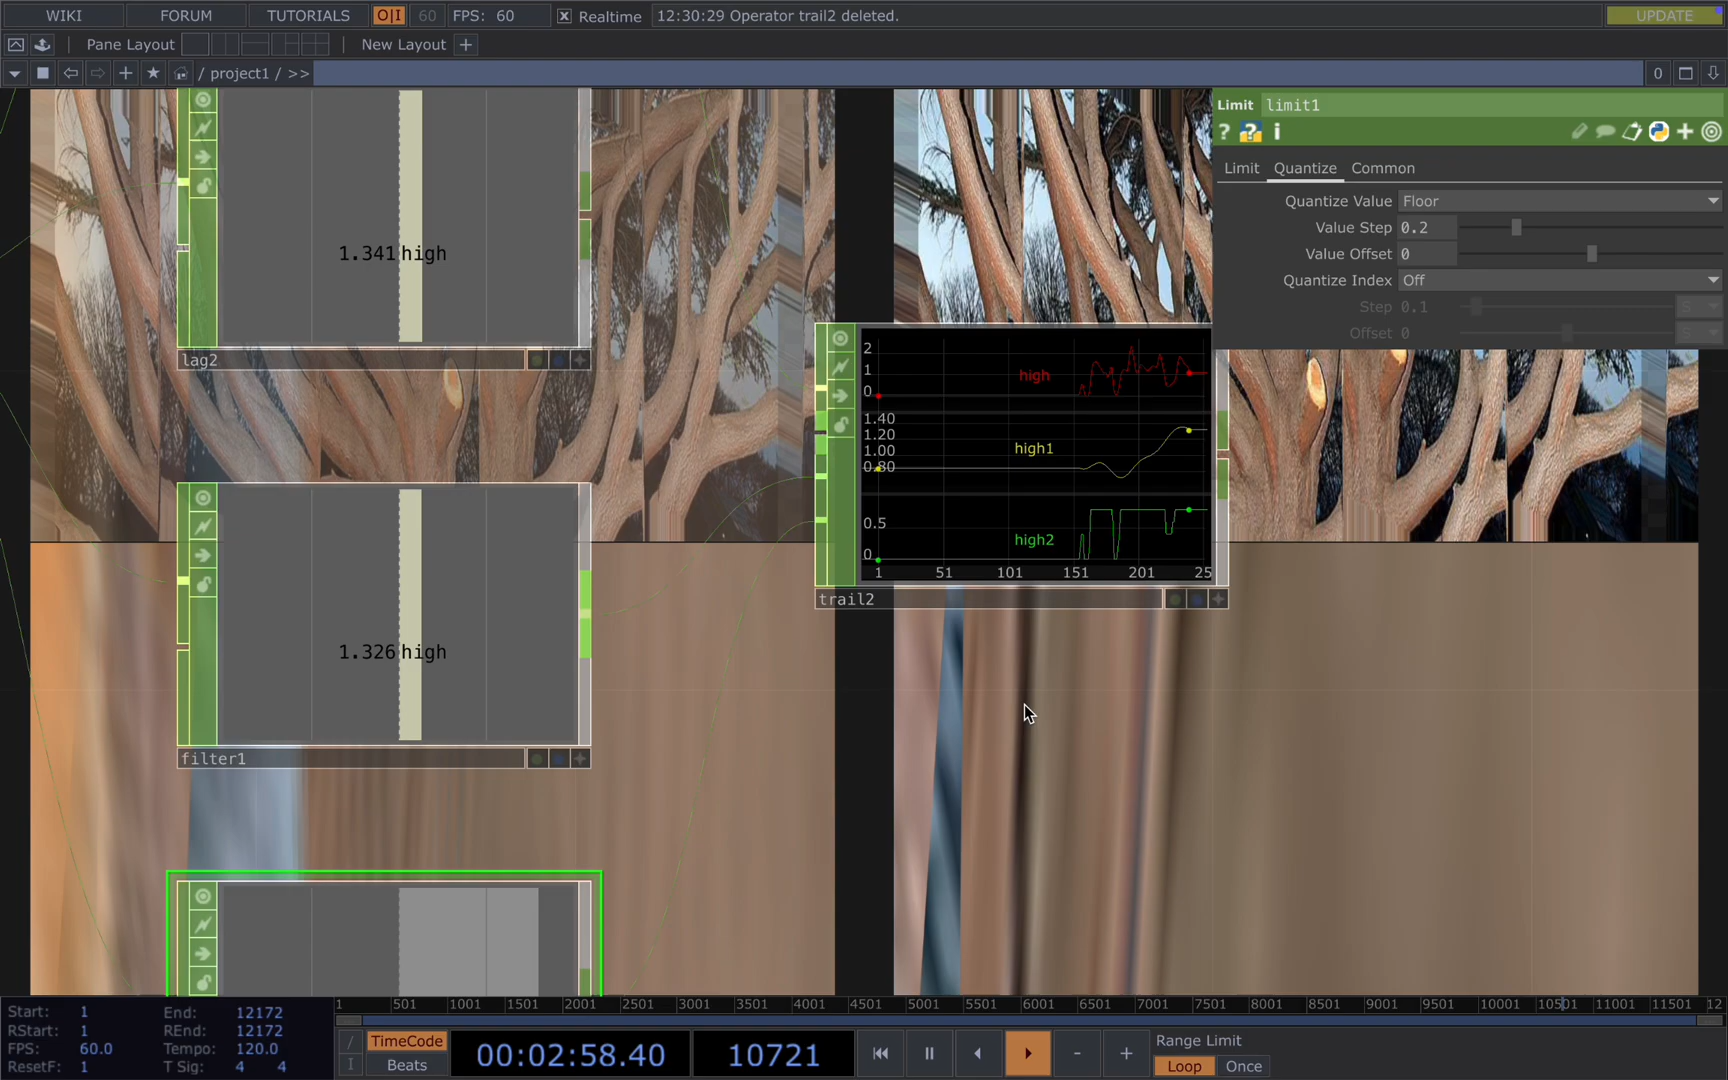 WIKI FORUM TUTORIALS O|I 60 FPS: 60 Realtime 12:30:29 Operator trail2 deleted. UPDATE
Pane Layout New Layout
/ project1 / >> 0
Limit limit1
? ? i
Limit Quantize Common
Quantize Value Floor
Value Step 0.2
Value Offset 0
Quantize Index Off
Step 0.1 S
Offset 0 S
1.341 high
lag2
2
1
0
high
1.40
1.20
1.00
0.80
high1
0.5
0
high2
1 51 101 151 201 25
trail2
1.326 high
filter1
1 501 1001 1501 2001 2501 3001 3501 4001 4501 5001 5501 6001 6501 7001 7501 8001 8501 9001 9501 10001 10501 11001 11501 12
Start: 1 End: 12172
RStart: 1 REnd: 12172
FPS: 60.0 Tempo: 120.0
ResetF: 1 T Sig: 4 4
/ TimeCode
I Beats
00:02:58.40 10721
- +
Range Limit
Loop Once